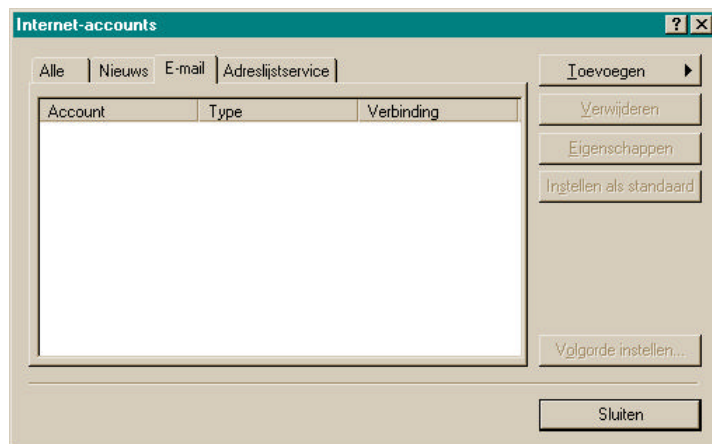 Internet-accounts
Alle Nieuws E-mail Adreslijstservice
Account Type Verbinding
Toevoegen
Verwijderen
Eigenschappen
Instellen als standaard
Volgorde instellen...
Sluiten